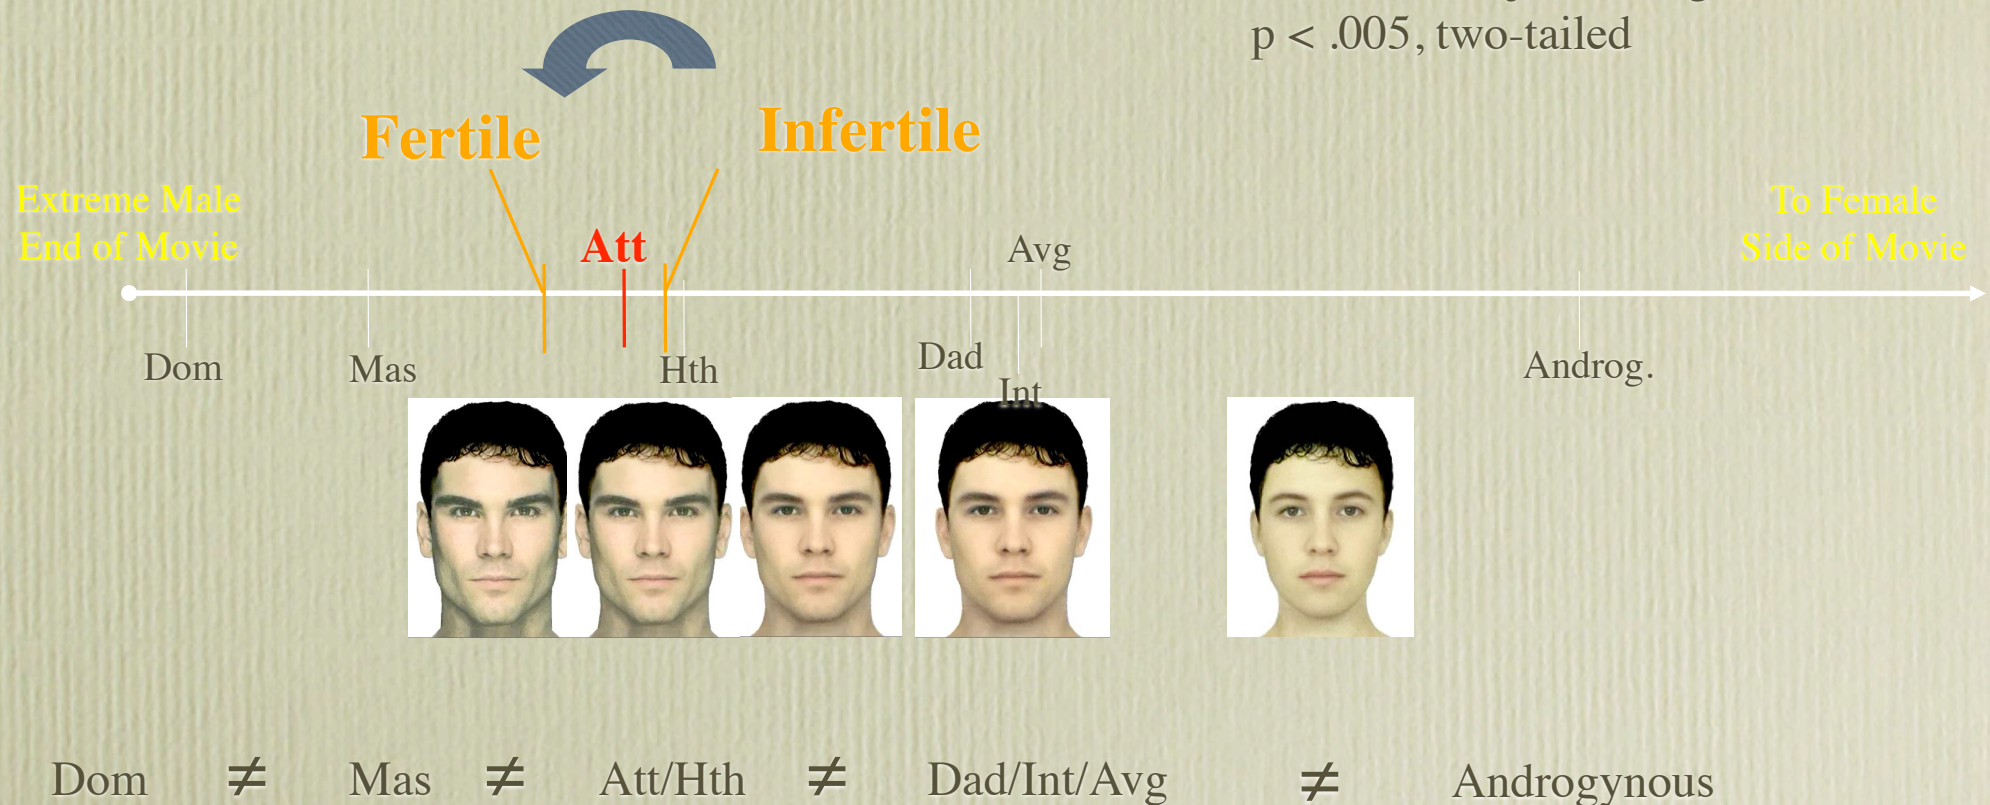 p < .005, two-tailed
Fertile
Infertile
Extreme Male
End of Movie
To Female
Side of Movie
Att
Avg
Dom
Mas
Hth
Dad
Int
Androg.
Dom ≠ Mas ≠ Att/Hth ≠ Dad/Int/Avg ≠ Androgynous